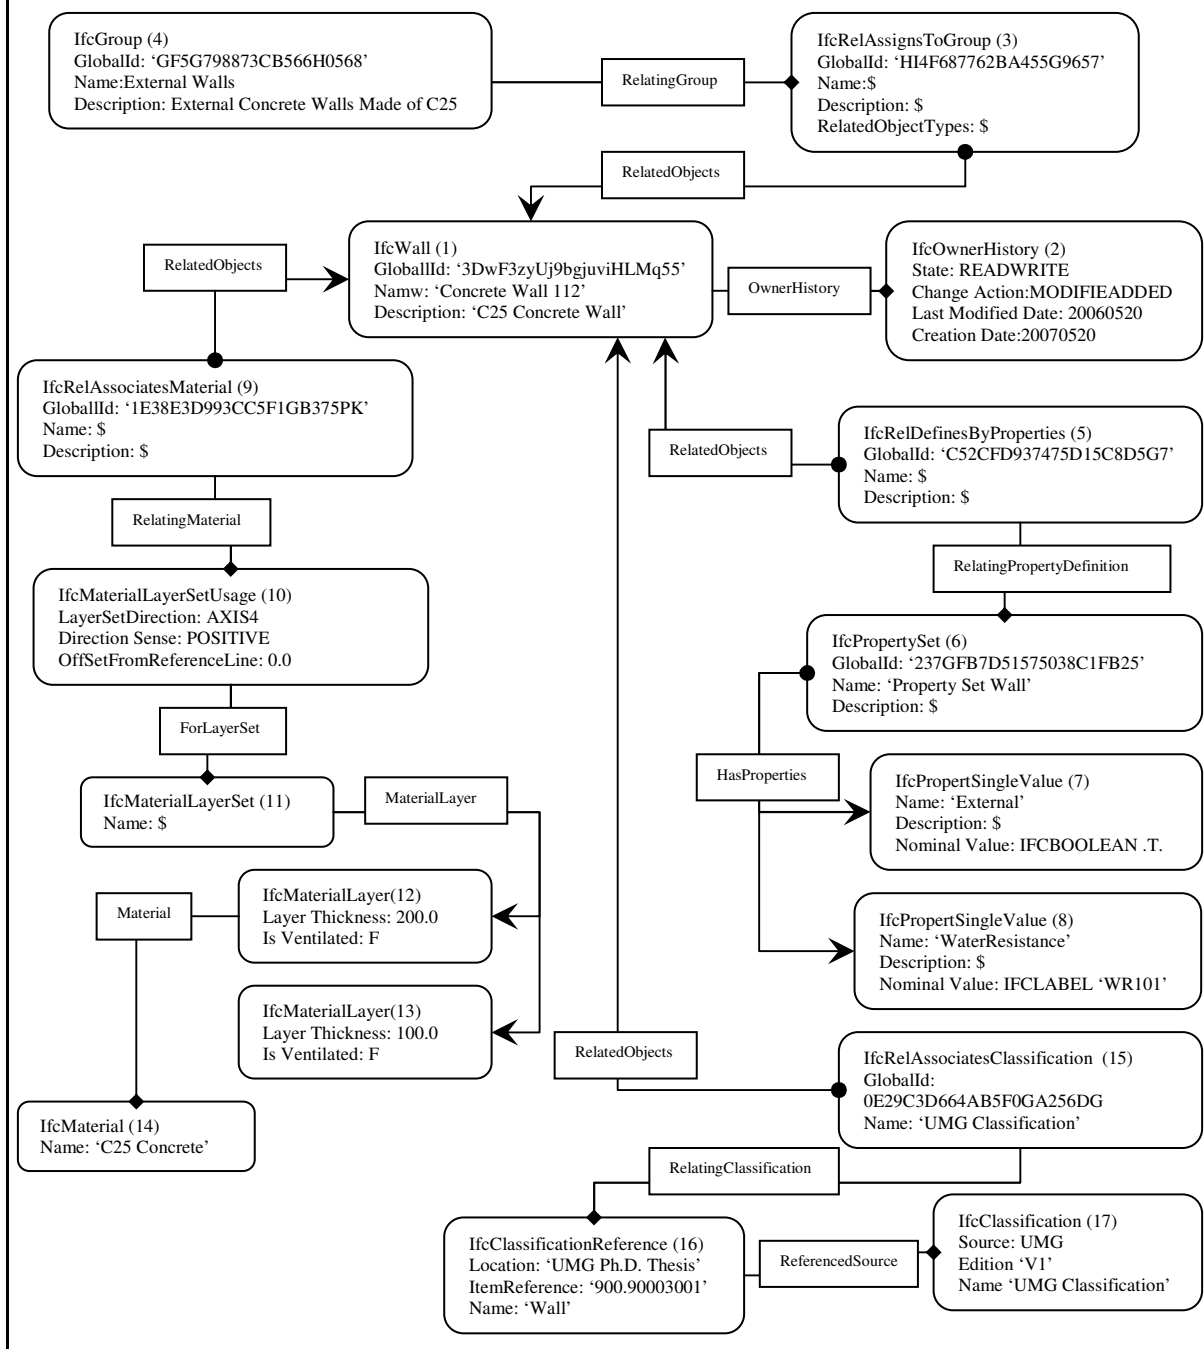 IfcGroup (4)
GlobalId: ‘GF5G798873CB566H0568’
Name:External Walls
Description: External Concrete Walls Made of C25
RelatingGroup
IfcRelAssignsToGroup (3)
GlobalId: ‘HI4F687762BA455G9657’
Name:$
Description: $
RelatedObjectTypes: $
RelatedObjects
RelatedObjects
IfcWall (1)
GloballId: ‘3DwF3zyUj9bgjuviHLMq55’
Namw: ‘Concrete Wall 112’
Description: ‘C25 Concrete Wall’
OwnerHistory
IfcOwnerHistory (2)
State: READWRITE
Change Action:MODIFIEADDED
Last Modified Date: 20060520
Creation Date:20070520
IfcRelAssociatesMaterial (9)
GloballId: ‘1E38E3D993CC5F1GB375PK’
Name: $
Description: $
RelatedObjects
IfcRelDefinesByProperties (5)
GlobalId: ‘C52CFD937475D15C8D5G7’
Name: $
Description: $
RelatingMaterial
RelatingPropertyDefinition
IfcMaterialLayerSetUsage (10)
LayerSetDirection: AXIS4
Direction Sense: POSITIVE
OffSetFromReferenceLine: 0.0
IfcPropertySet (6)
GlobalId: ‘237GFB7D51575038C1FB25’
Name: ‘Property Set Wall’
Description: $
ForLayerSet
HasProperties
IfcMaterialLayerSet (11)
Name: $
MaterialLayer
IfcPropertSingleValue (7)
Name: ‘External’
Description: $
Nominal Value: IFCBOOLEAN .T.
Material
IfcMaterialLayer(12)
Layer Thickness: 200.0
Is Ventilated: F
IfcPropertSingleValue (8)
Name: ‘WaterResistance’
Description: $
Nominal Value: IFCLABEL ‘WR101’
IfcMaterialLayer(13)
Layer Thickness: 100.0
Is Ventilated: F
RelatedObjects
IfcRelAssociatesClassification (15)
GlobalId:
0E29C3D664AB5F0GA256DG
Name: ‘UMG Classification’
IfcMaterial (14)
Name: ‘C25 Concrete’
RelatingClassification
IfcClassificationReference (16)
Location: ‘UMG Ph.D. Thesis’
ItemReference: ‘900.90003001’
Name: ‘Wall’
ReferencedSource
IfcClassification (17)
Source: UMG
Edition ‘V1’
Name ‘UMG Classification’